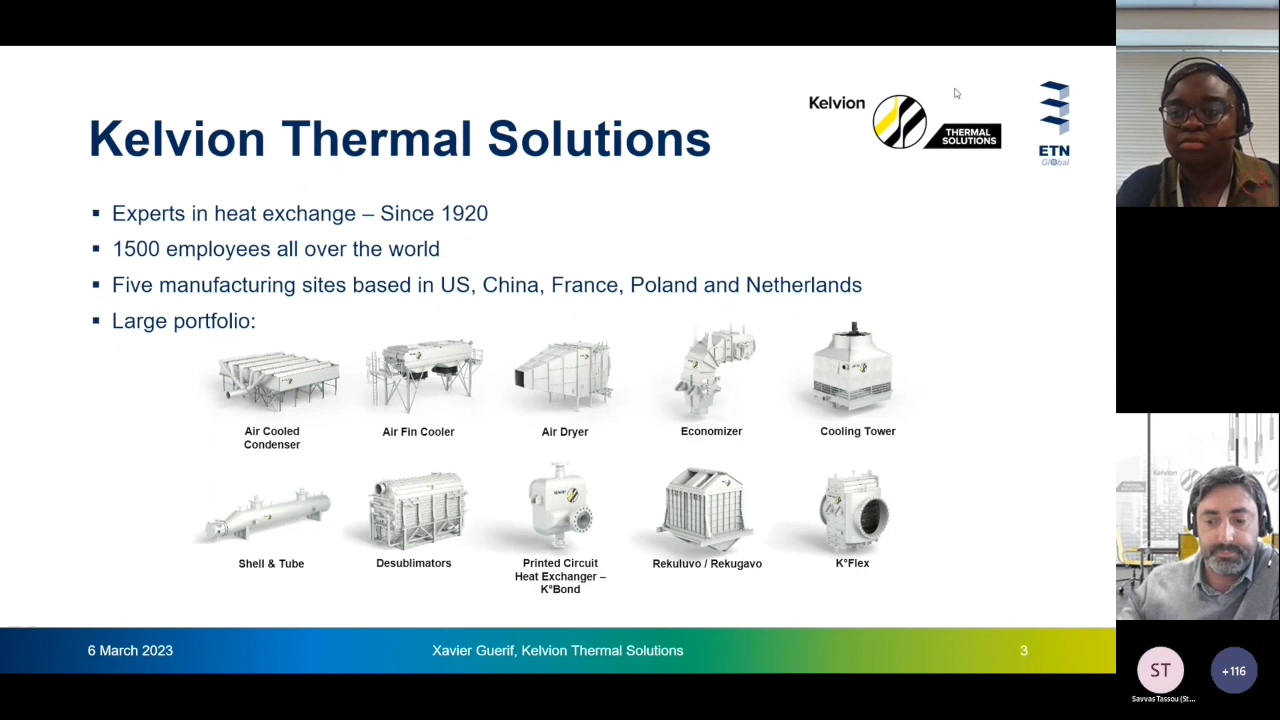 Kelvion
THERMAL
SOLUTIONS
ETN
Global
Kelvion Thermal Solutions
▪ Experts in heat exchange – Since 1920
▪ 1500 employees all over the world
▪ Five manufacturing sites based in US, China, France, Poland and Netherlands
▪ Large portfolio:
Air Cooled
Condenser
Air Fin Cooler
Air Dryer
Economizer
Cooling Tower
Shell & Tube
Desublimators
Printed Circuit
Heat Exchanger –
K°Bond
Rekuluvo / Rekugavo
K°Flex
6 March 2023
Xavier Guerif, Kelvion Thermal Solutions
3
ST
+116
Savvas Tassou (St...